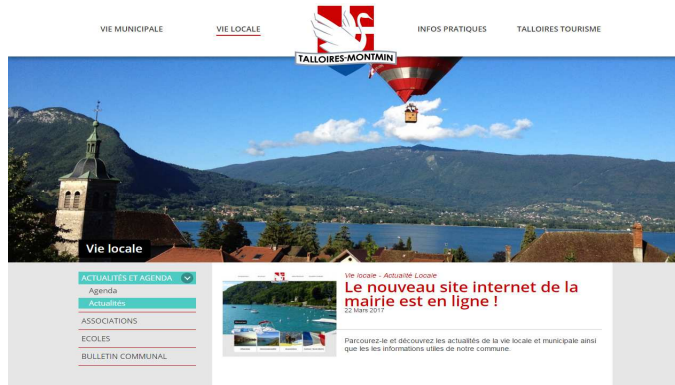 VIE MUNICIPALE
VIE LOCALE
INFOS PRATIQUES
TALLOIRES TOURISME
TALLOIRES-MONTMIN
Vie locale
ACTUALITÉS ET AGENDA
Agenda
Actualités
ASSOCIATIONS
ECOLES
BULLETIN COMMUNAL
Vie locale - Actualité Locale
Le nouveau site internet de la
mairie est en ligne !
22 Mars 2017
Parcourez-le et découvrez les actualités de la vie locale et municipale ainsi
que les les informations utiles de notre commune.